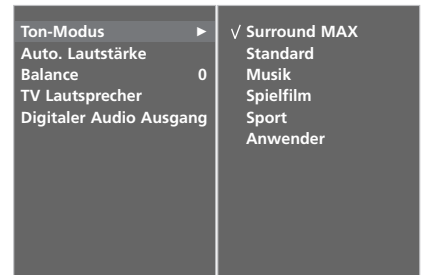 Ton-Modus ►
Auto. Lautstärke
Balance 0
TV Lautsprecher
Digitaler Audio Ausgang
√ Surround MAX
Standard
Musik
Spielfilm
Sport
Anwender